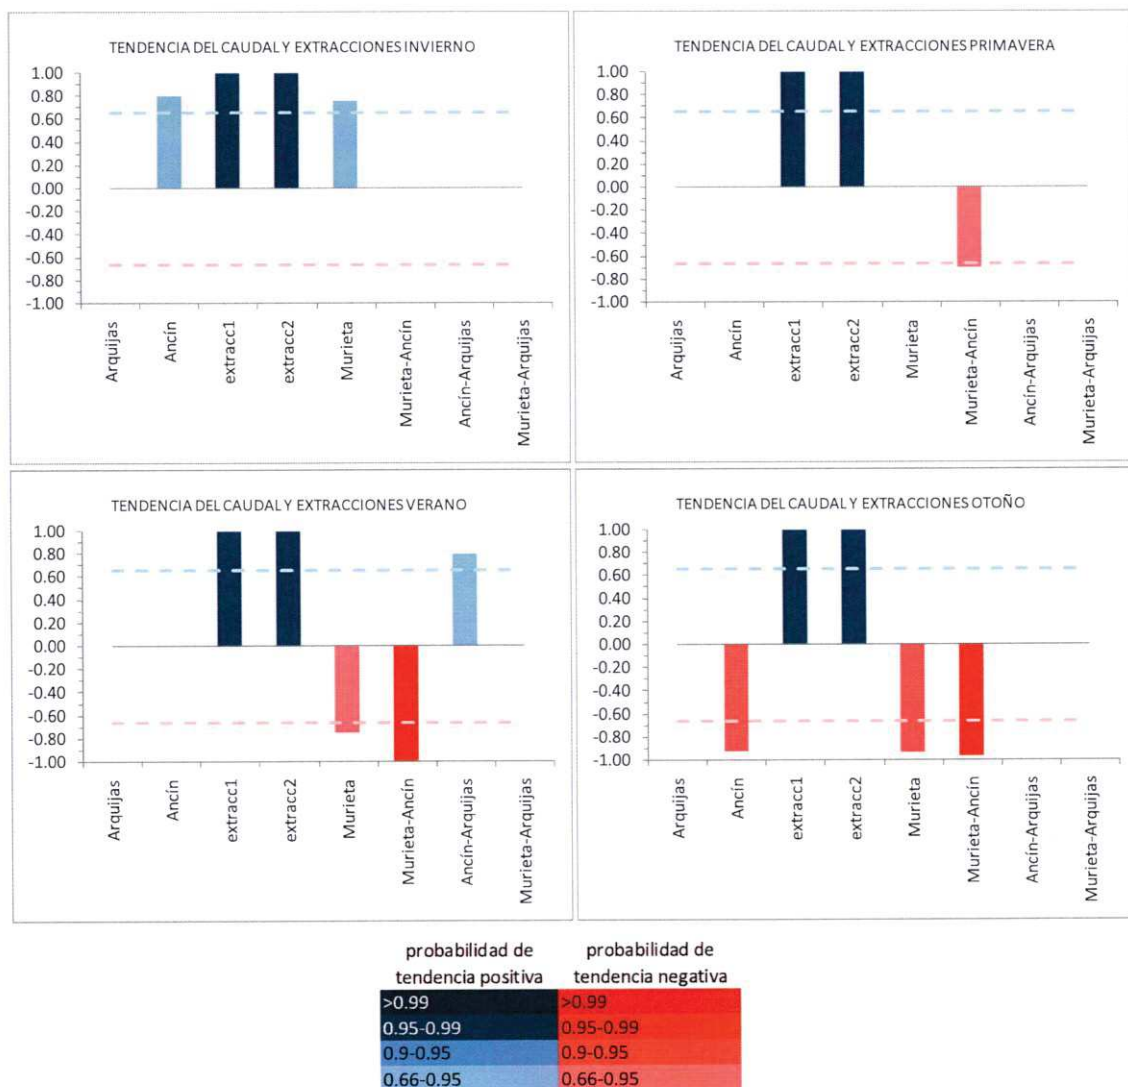 TENDENCIA DEL CAUDAL Y EXTRACCIONES INVIERNO
1.00
0.80
0.60
0.40
0.20
0.00
-0.20
-0.40
-0.60
-0.80
-1.00
Arquijas
Ancín
extracc1
extracc2
Murieta
Murieta-Ancín
Ancín-Arquijas
Murieta-Arquijas
TENDENCIA DEL CAUDAL Y EXTRACCIONES PRIMAVERA
1.00
0.80
0.60
0.40
0.20
0.00
-0.20
-0.40
-0.60
-0.80
-1.00
Arquijas
Ancín
extracc1
extracc2
Murieta
Murieta-Ancín
Ancín-Arquijas
Murieta-Arquijas
TENDENCIA DEL CAUDAL Y EXTRACCIONES VERANO
1.00
0.80
0.60
0.40
0.20
0.00
-0.20
-0.40
-0.60
-0.80
-1.00
Arquijas
Ancín
extracc1
extracc2
Murieta
Murieta-Ancín
Ancín-Arquijas
Murieta-Arquijas
TENDENCIA DEL CAUDAL Y EXTRACCIONES OTOÑO
1.00
0.80
0.60
0.40
0.20
0.00
-0.20
-0.40
-0.60
-0.80
-1.00
Arquijas
Ancín
extracc1
extracc2
Murieta
Murieta-Ancín
Ancín-Arquijas
Murieta-Arquijas
probabilidad de probabilidad de
tendencia positiva tendencia negativa
>0.99 >0.99
0.95-0.99 0.95-0.99
0.9-0.95 0.9-0.95
0.66-0.95 0.66-0.95